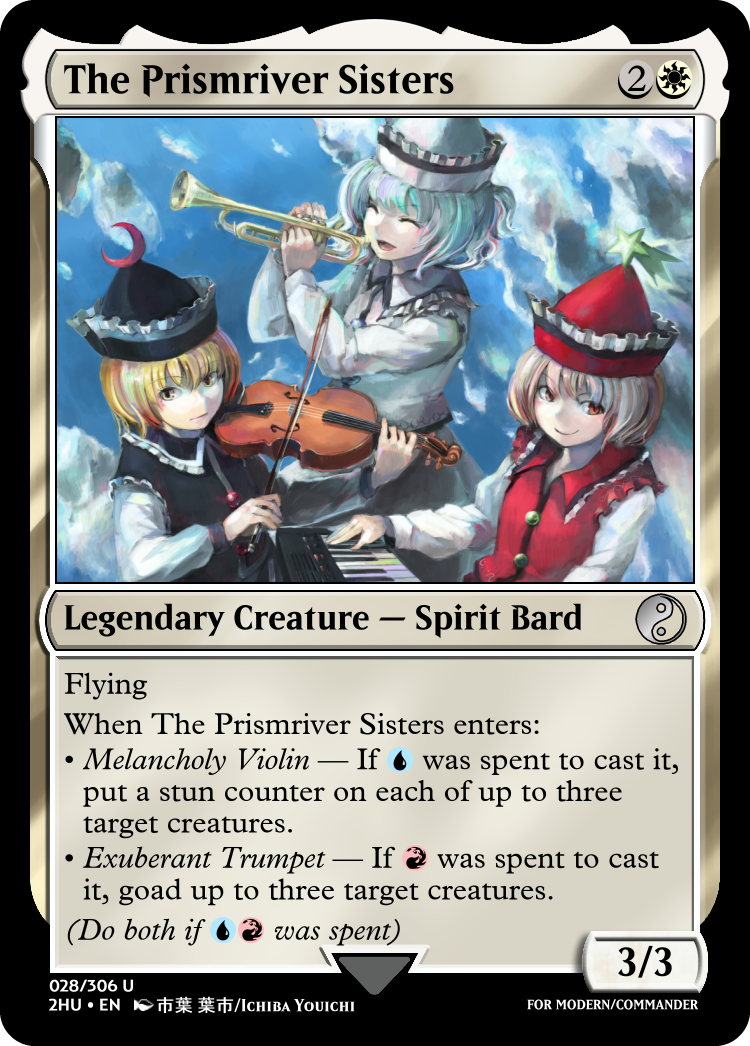 The Prismriver Sisters 2
Legendary Creature — Spirit Bard
Flying
When The Prismriver Sisters enters:
• Melancholy Violin — If was spent to cast it,
put a stun counter on each of up to three
target creatures.
• Exuberant Trumpet — If was spent to cast
it, goad up to three target creatures.
(Do both if was spent)
3/3
028/306 U
2HU • EN 市葉 葉市/Ichiba Youichi
FOR MODERN/COMMANDER